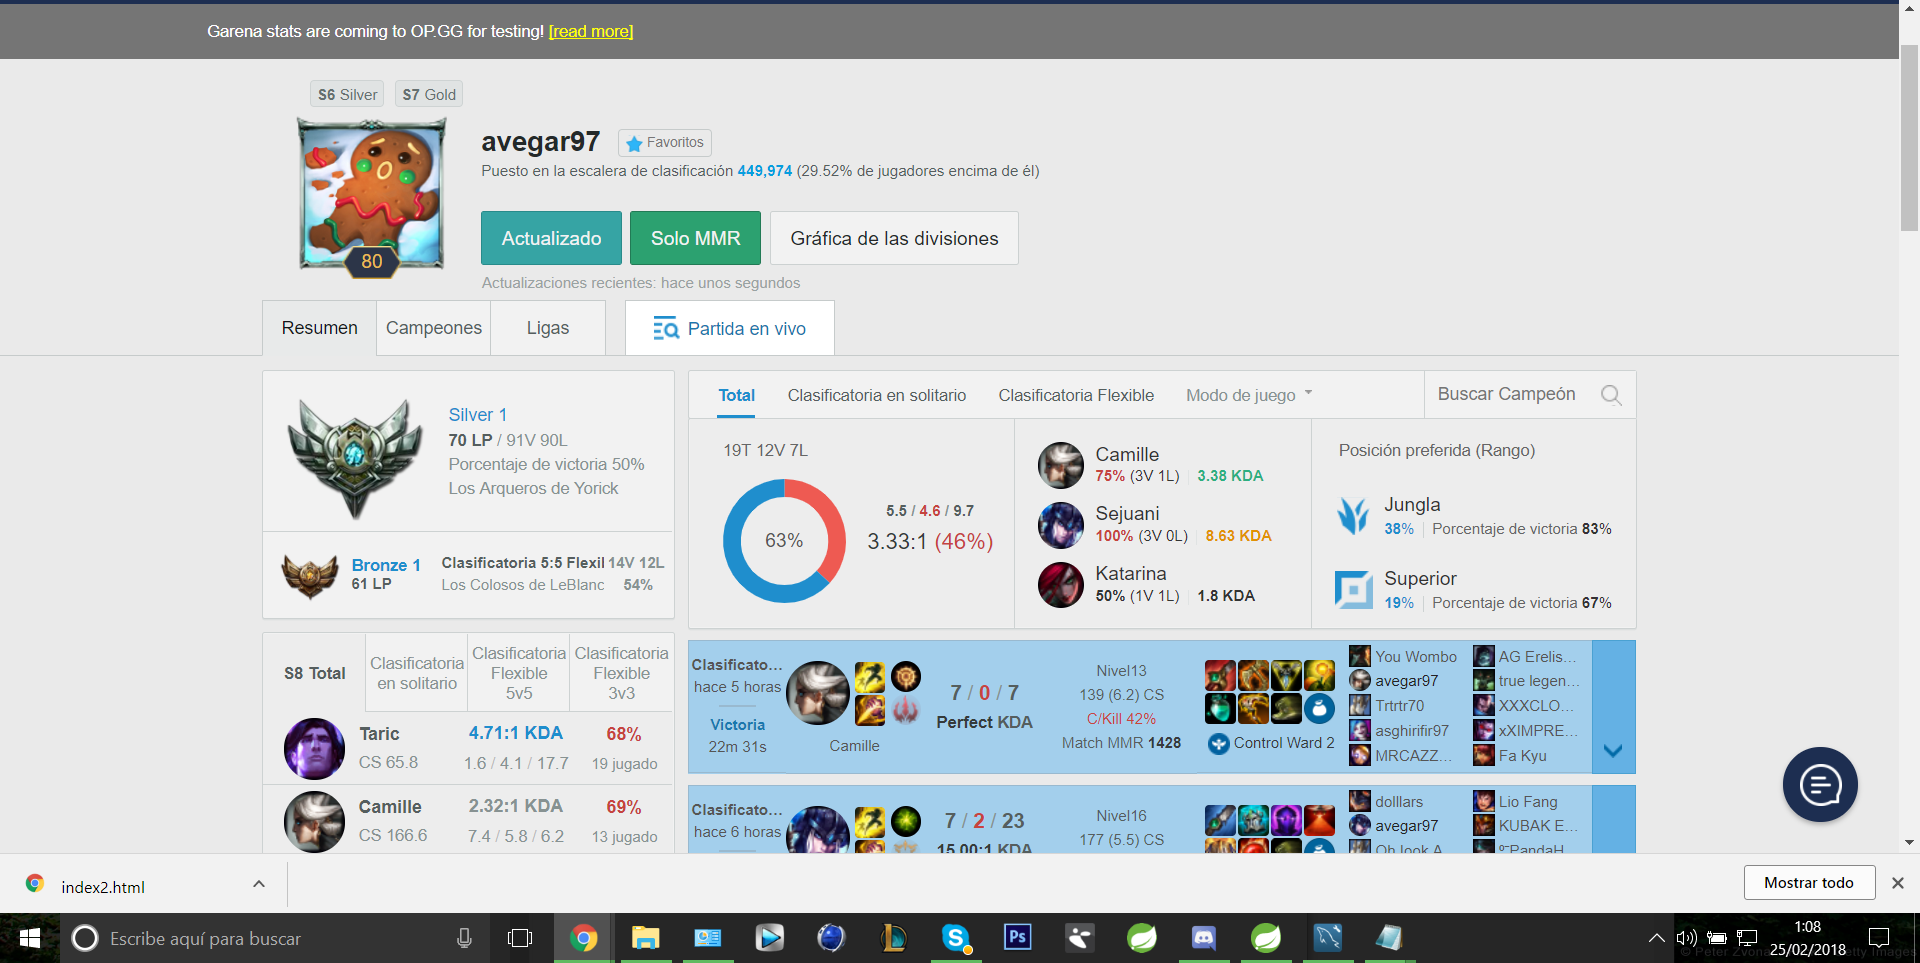 Garena stats are coming to OP.GG for testing! [read more]
S6 Silver S7 Gold
avegar97 Favoritos
Puesto en la escalera de clasificación 449,974 (29.52% de jugadores encima de él)
Actualizado Solo MMR Gráfica de las divisiones
80
Actualizaciones recientes: hace unos segundos
Resumen Campeones Ligas Partida en vivo
Silver 1
70 LP / 91V 90L
Porcentaje de victoria 50%
Los Arqueros de Yorick
Bronze 1
61 LP
Clasificatoria 5:5 Flexil 14V 12L
Los Colosos de LeBlanc 54%
S8 Total
Clasificatoria en solitario
Clasificatoria Flexible 5v5
Clasificatoria Flexible 3v3
Taric 4.71:1 KDA 68%
CS 65.8 1.6 / 4.1 / 17.7 19 jugado
Camille 2.32:1 KDA 69%
CS 166.6 7.4 / 5.8 / 6.2 13 jugado
Total Clasificatoria en solitario Clasificatoria Flexible Modo de juego Buscar Campeón
19T 12V 7L
63%
5.5 / 4.6 / 9.7
3.33:1 (46%)
Camille
75% (3V 1L) 3.38 KDA
Sejuani
100% (3V 0L) 8.63 KDA
Katarina
50% (1V 1L) 1.8 KDA
Posición preferida (Rango)
Jungla
38% Porcentaje de victoria 83%
Superior
19% Porcentaje de victoria 67%
Clasificato...
hace 5 horas
Victoria
22m 31s
Camille
7 / 0 / 7
Perfect KDA
Nivel13
139 (6.2) CS
C/Kill 42%
Match MMR 1428
Control Ward 2
You Wombo
avegar97
Trtrtr70
asghirifir97
MRCAZZ...
AG Erelis...
true legen...
XXXCLO...
xXIMPRE...
Fa Kyu
Clasificato...
hace 6 horas
7 / 2 / 23
15.00:1 KDA
Nivel16
177 (5.5) CS
dolllars
avegar97
Oh look A
Lio Fang
KUBAK E...
index2.html
Mostrar todo
Escribe aquí para buscar
Ps
1:08
25/02/2018